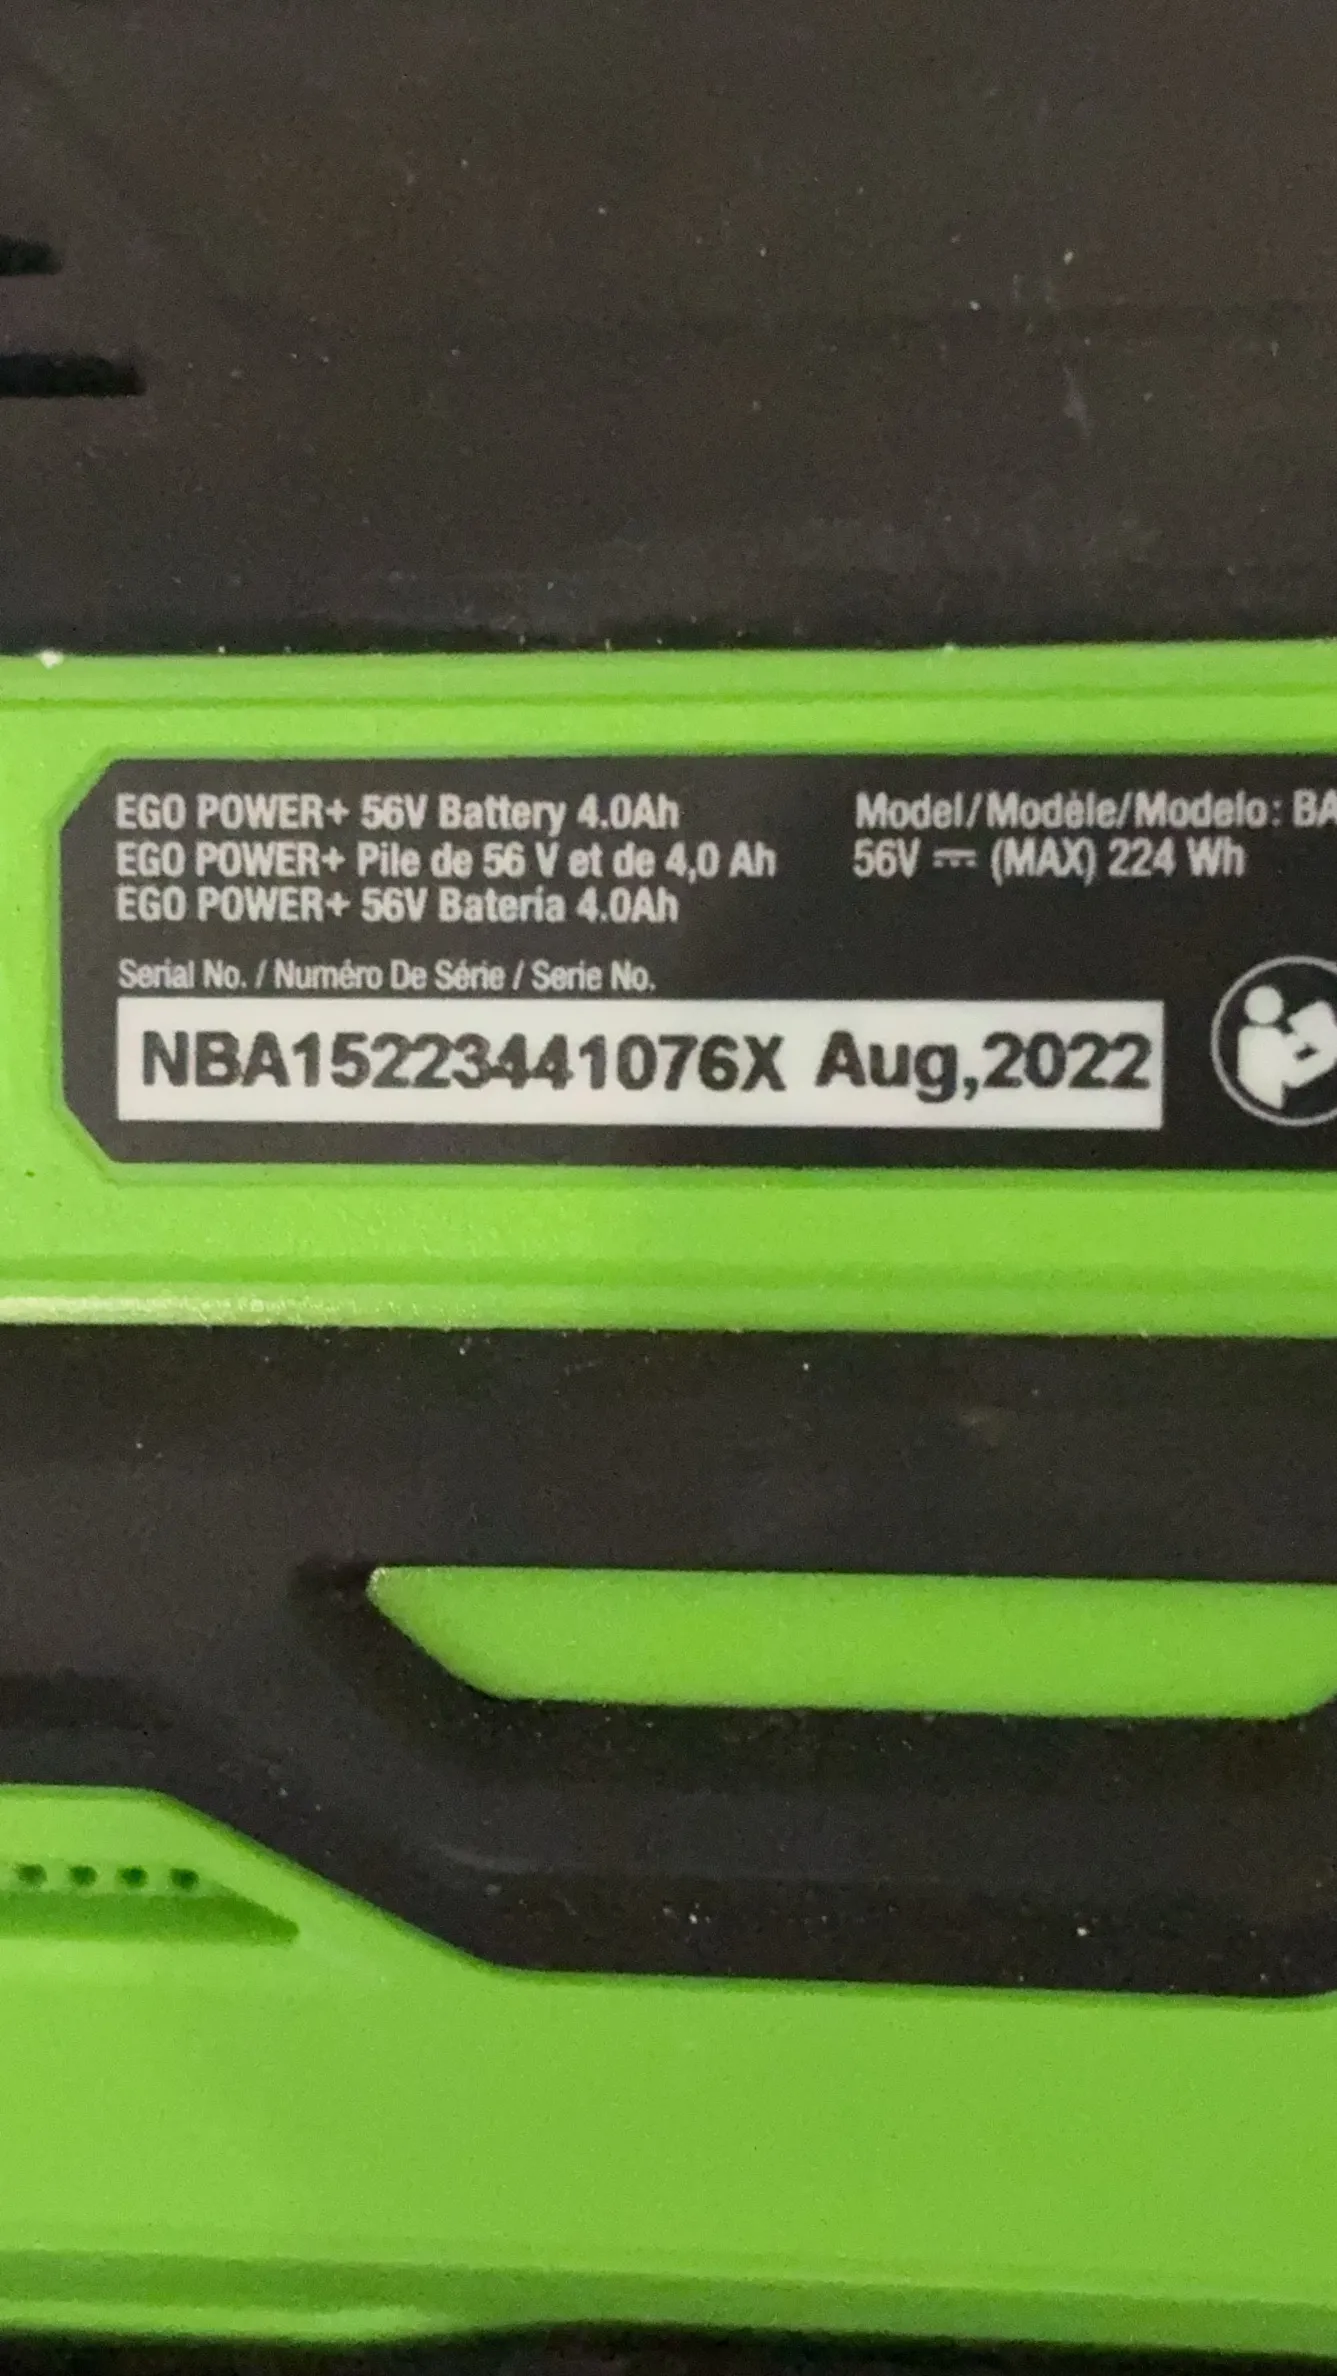 EGO POWER+ 56V Battery 4.0Ah
EGO POWER+ Pile de 56 V et de 4,0 Ah
EGO POWER+ 56V Batería 4.0Ah
Model/Modèle/Modelo: BA
56V ⎓ (MAX) 224 Wh
Serial No. / Numéro De Série / Serie No.
NBA15223441076X Aug,2022